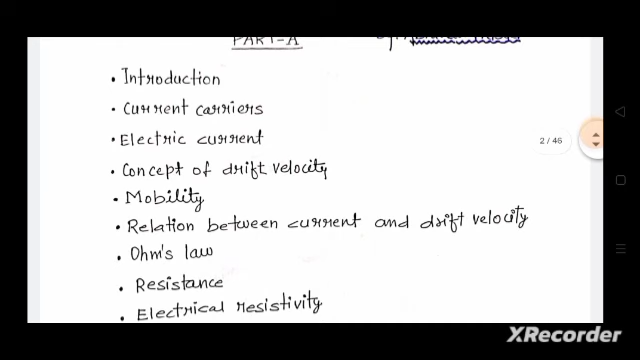 PART-A
• Introduction
• Current carriers
• Electric current
• Concept of drift velocity
• Mobility
• Relation between current and drift velocity
• Ohm's law
• Resistance
• Electrical resistivity
2 / 46
XRecorder